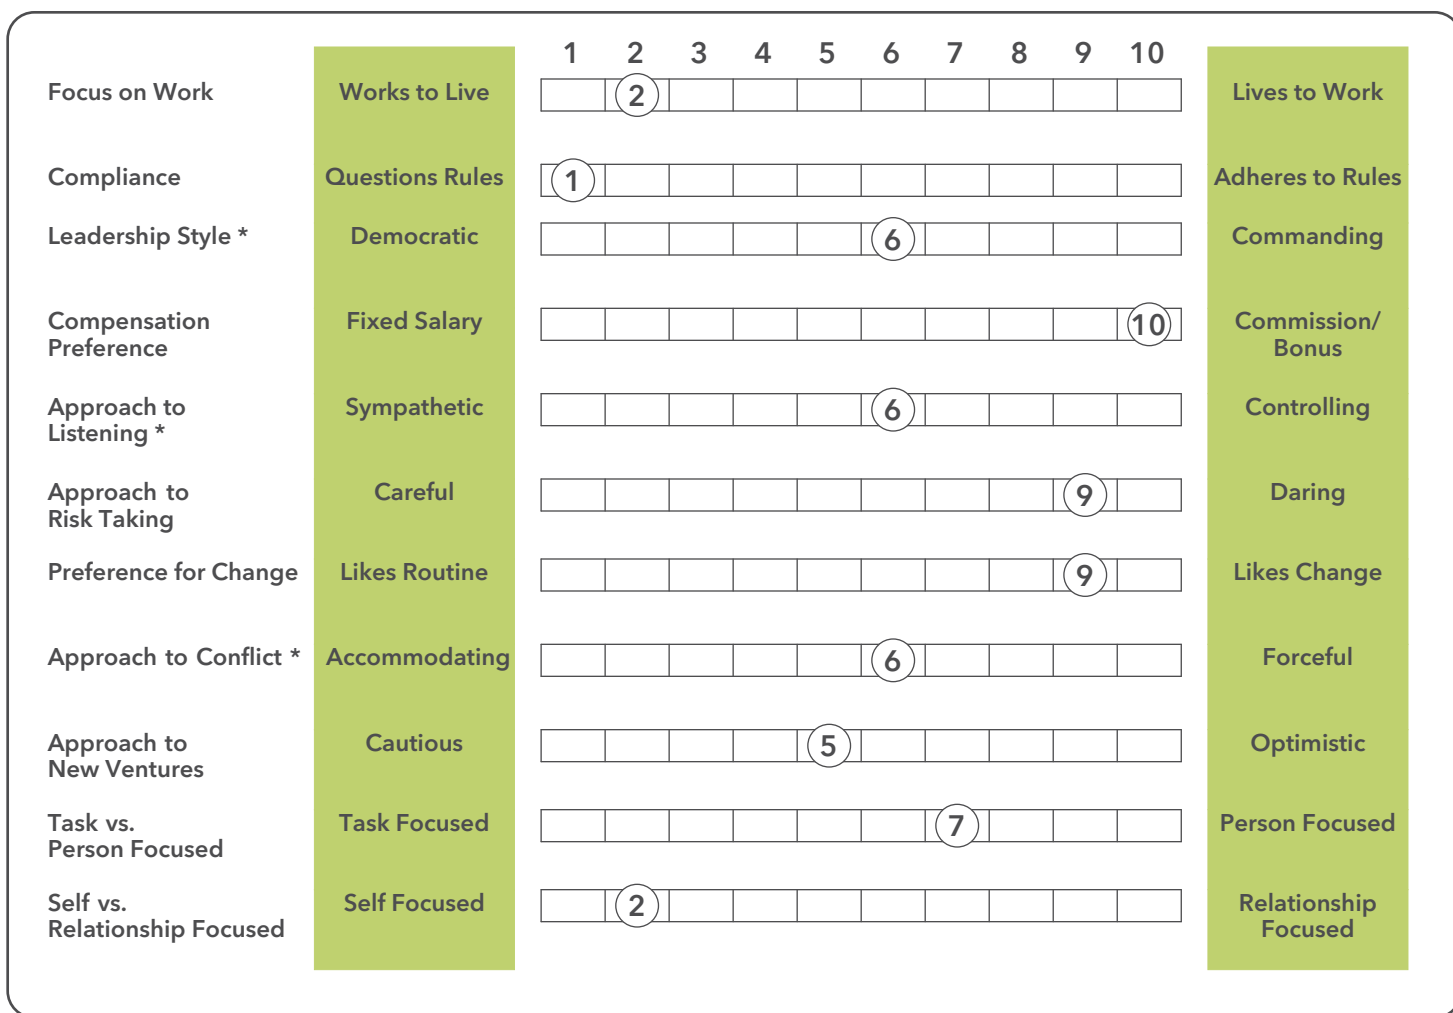 1 2 3 4 5 6 7 8 9 10
Focus on Work Works to Live 2 Lives to Work
Compliance Questions Rules 1 Adheres to Rules
Leadership Style * Democratic 6 Commanding
Compensation Fixed Salary 10 Commission/
Preference Bonus
Approach to Sympathetic 6 Controlling
Listening *
Approach to Careful 9 Daring
Risk Taking
Preference for Change Likes Routine 9 Likes Change
Approach to Conflict * Accommodating 6 Forceful
Approach to Cautious 5 Optimistic
New Ventures
Task vs. Task Focused 7 Person Focused
Person Focused
Self vs. Self Focused 2 Relationship
Relationship Focused Focused